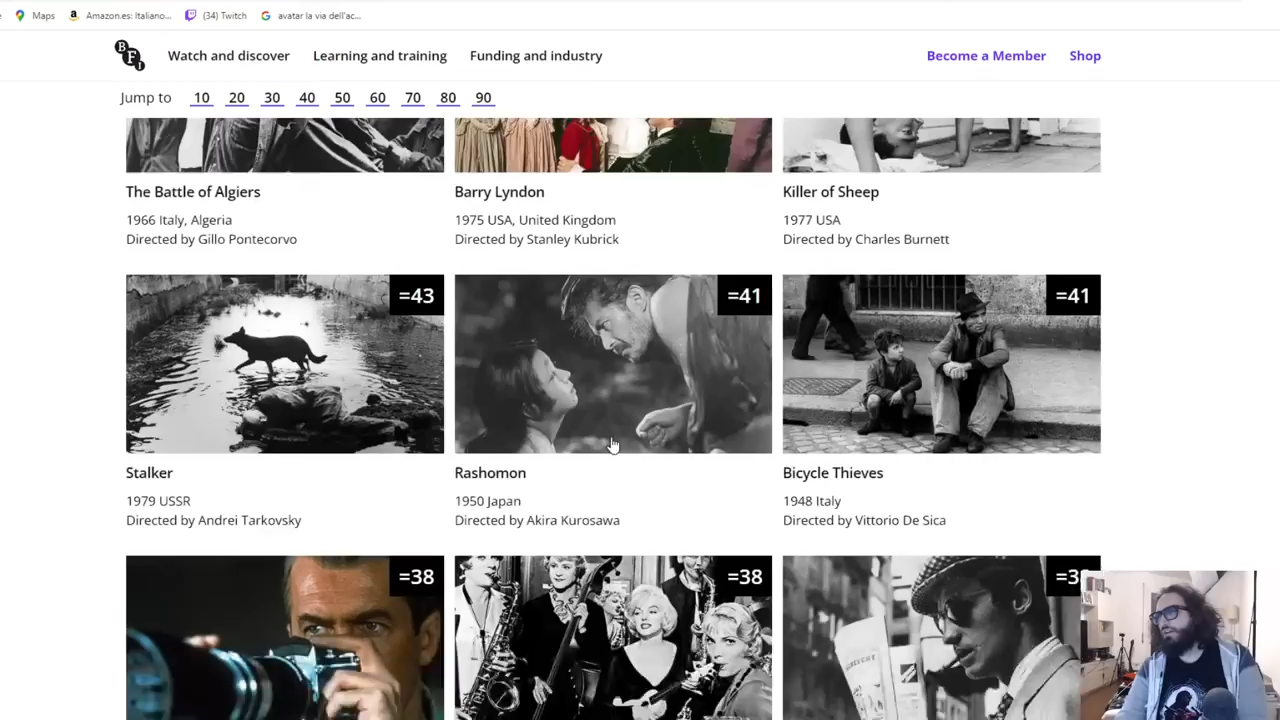 Maps
Amazon.es: Italiano...
(34) Twitch
avatar la via dell'ac...
BFI
Watch and discover
Learning and training
Funding and industry
Become a Member
Shop
Jump to
10
20
30
40
50
60
70
80
90
The Battle of Algiers
1966 Italy, Algeria
Directed by Gillo Pontecorvo
Barry Lyndon
1975 USA, United Kingdom
Directed by Stanley Kubrick
Killer of Sheep
1977 USA
Directed by Charles Burnett
=43
=41
=41
Stalker
1979 USSR
Directed by Andrei Tarkovsky
Rashomon
1950 Japan
Directed by Akira Kurosawa
Bicycle Thieves
1948 Italy
Directed by Vittorio De Sica
=38
=38